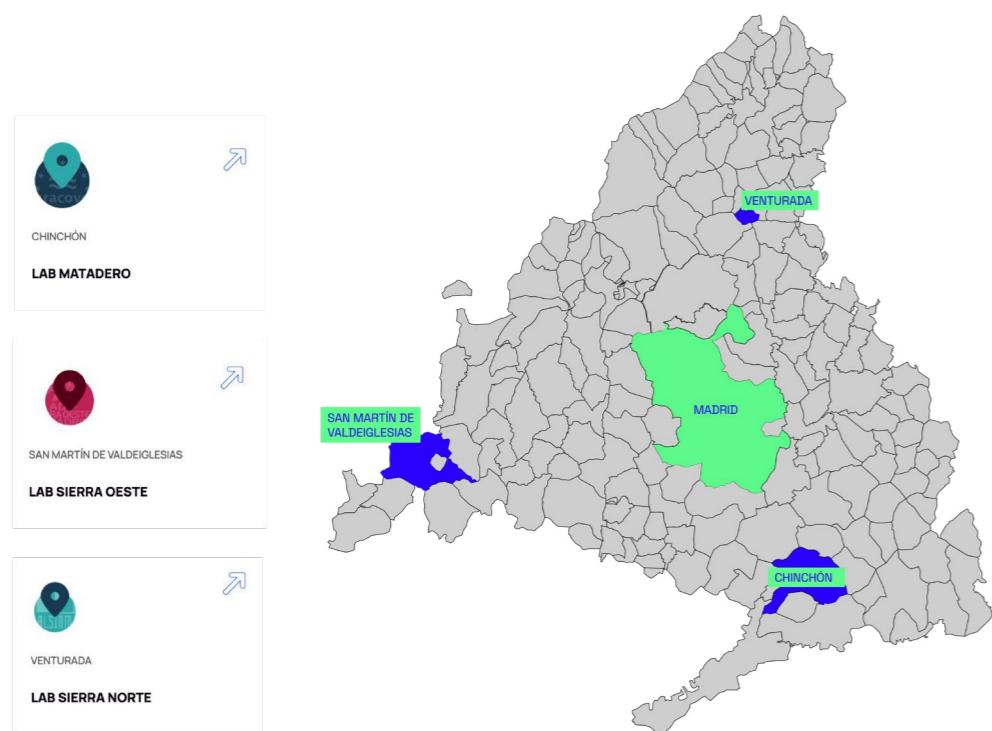 CHINCHÓN
LAB MATADERO
SAN MARTÍN DE VALDEIGLESIAS
LAB SIERRA OESTE
VENTURADA
LAB SIERRA NORTE
VENTURADA
MADRID
SAN MARTÍN DE
VALDEIGLESIAS
CHINCHÓN